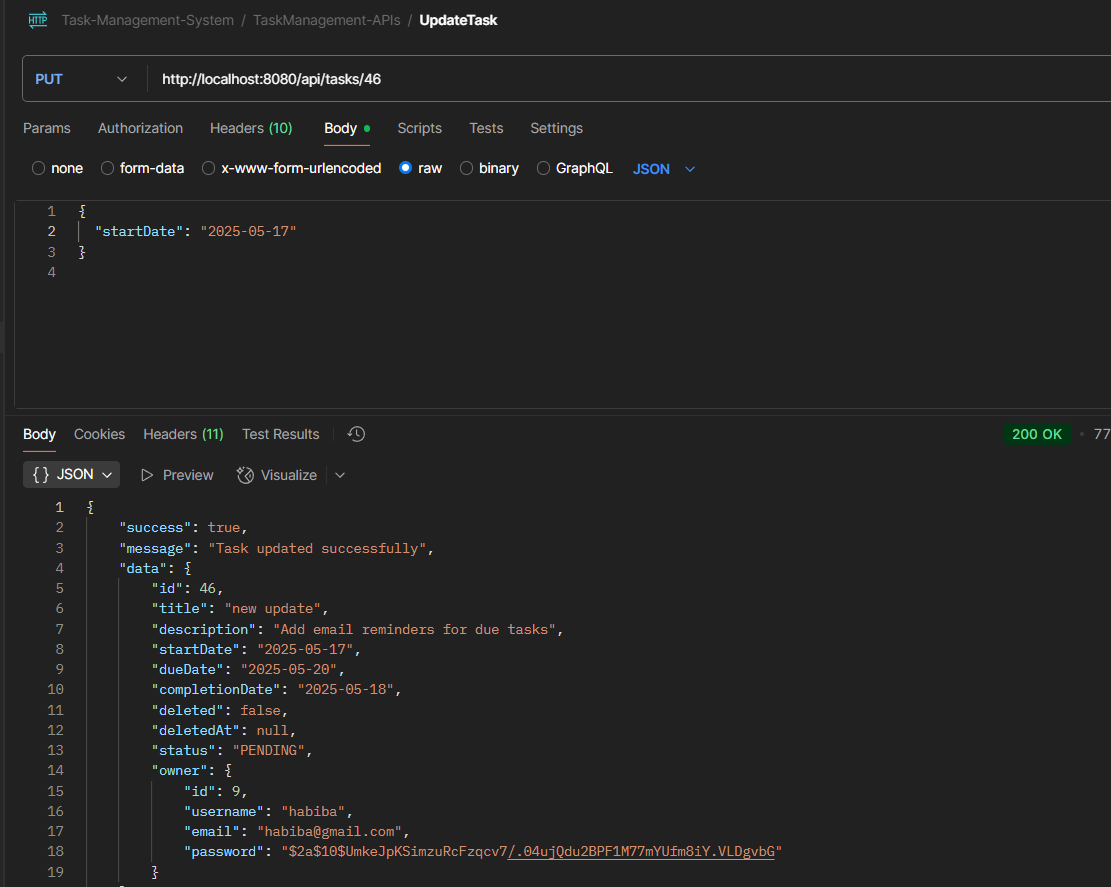 HTTP Task-Management-System / TaskManagement-APIs / UpdateTask
PUT http://localhost:8080/api/tasks/46
Params Authorization Headers (10) Body Scripts Tests Settings
none form-data x-www-form-urlencoded raw binary GraphQL JSON
1 {
2 "startDate": "2025-05-17"
3 }
4
Body Cookies Headers (11) Test Results 200 OK • 77
{} JSON Preview Visualize
1 {
2 "success": true,
3 "message": "Task updated successfully",
4 "data": {
5 "id": 46,
6 "title": "new update",
7 "description": "Add email reminders for due tasks",
8 "startDate": "2025-05-17",
9 "dueDate": "2025-05-20",
10 "completionDate": "2025-05-18",
11 "deleted": false,
12 "deletedAt": null,
13 "status": "PENDING",
14 "owner": {
15 "id": 9,
16 "username": "habiba",
17 "email": "habiba@gmail.com",
18 "password": "$2a$10$UmkeJpKSimzuRcFzqcv7/.04ujQdu2BPF1M77mYUfm8iY.VLDgvbG"
19 }